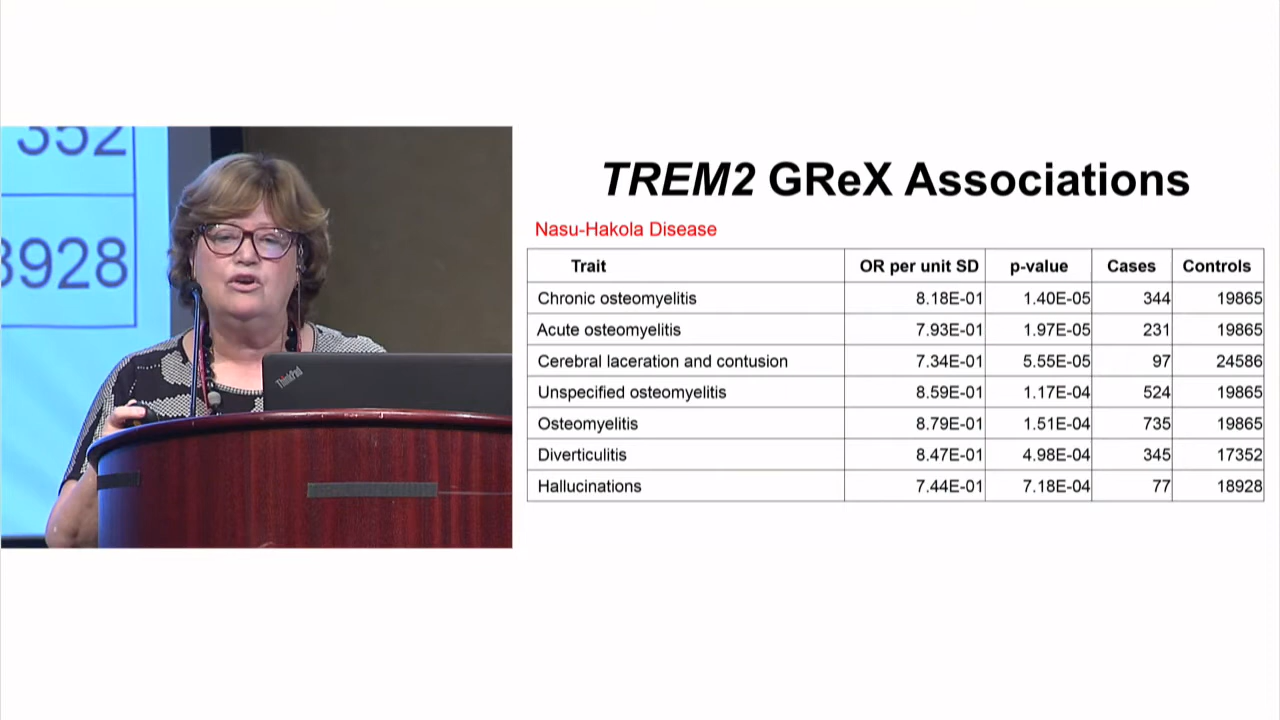 352
3928
ThinkPad
TREM2 GReX Associations
Nasu-Hakola Disease
Trait OR per unit SD p-value Cases Controls
Chronic osteomyelitis 8.18E-01 1.40E-05 344 19865
Acute osteomyelitis 7.93E-01 1.97E-05 231 19865
Cerebral laceration and contusion 7.34E-01 5.55E-05 97 24586
Unspecified osteomyelitis 8.59E-01 1.17E-04 524 19865
Osteomyelitis 8.79E-01 1.51E-04 735 19865
Diverticulitis 8.47E-01 4.98E-04 345 17352
Hallucinations 7.44E-01 7.18E-04 77 18928